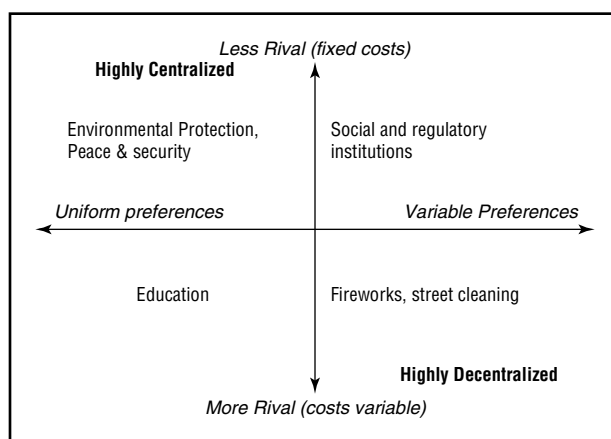 Less Rival (fixed costs)
Highly Centralized
Environmental Protection,
Peace & security
Social and regulatory
institutions
Uniform preferences
Variable Preferences
Education
Fireworks, street cleaning
Highly Decentralized
More Rival (costs variable)